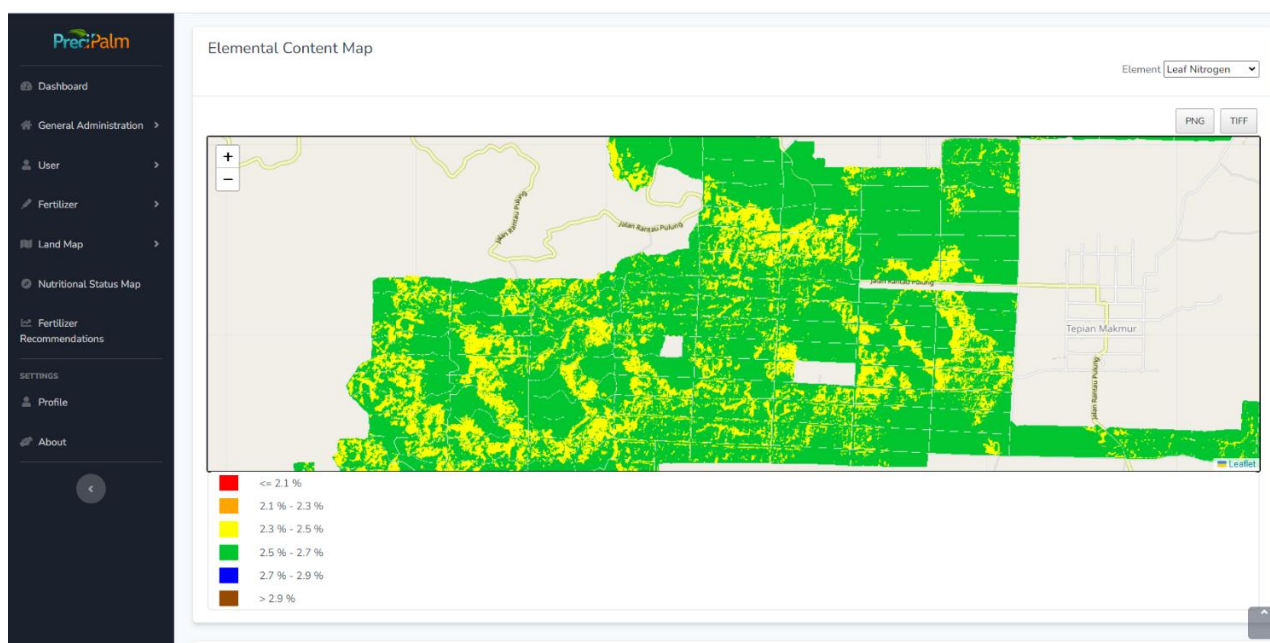 PreciPalm
Dashboard
General Administration
User
Fertilizer
Land Map
Nutritional Status Map
Fertilizer
Recommendations
SETTINGS
Profile
About
Elemental Content Map
Element Leaf Nitrogen
PNG TIFF
+
−
Jalan Rantau Pulung
Jalan Rantau Pulung
Jalan Rantau Pulung
Tepian Makmur
Jalan Rantau Pulung
Jalan Rantau Pulung
Leaflet
<= 2.1 %
2.1 % - 2.3 %
2.3 % - 2.5 %
2.5 % - 2.7 %
2.7 % - 2.9 %
> 2.9 %